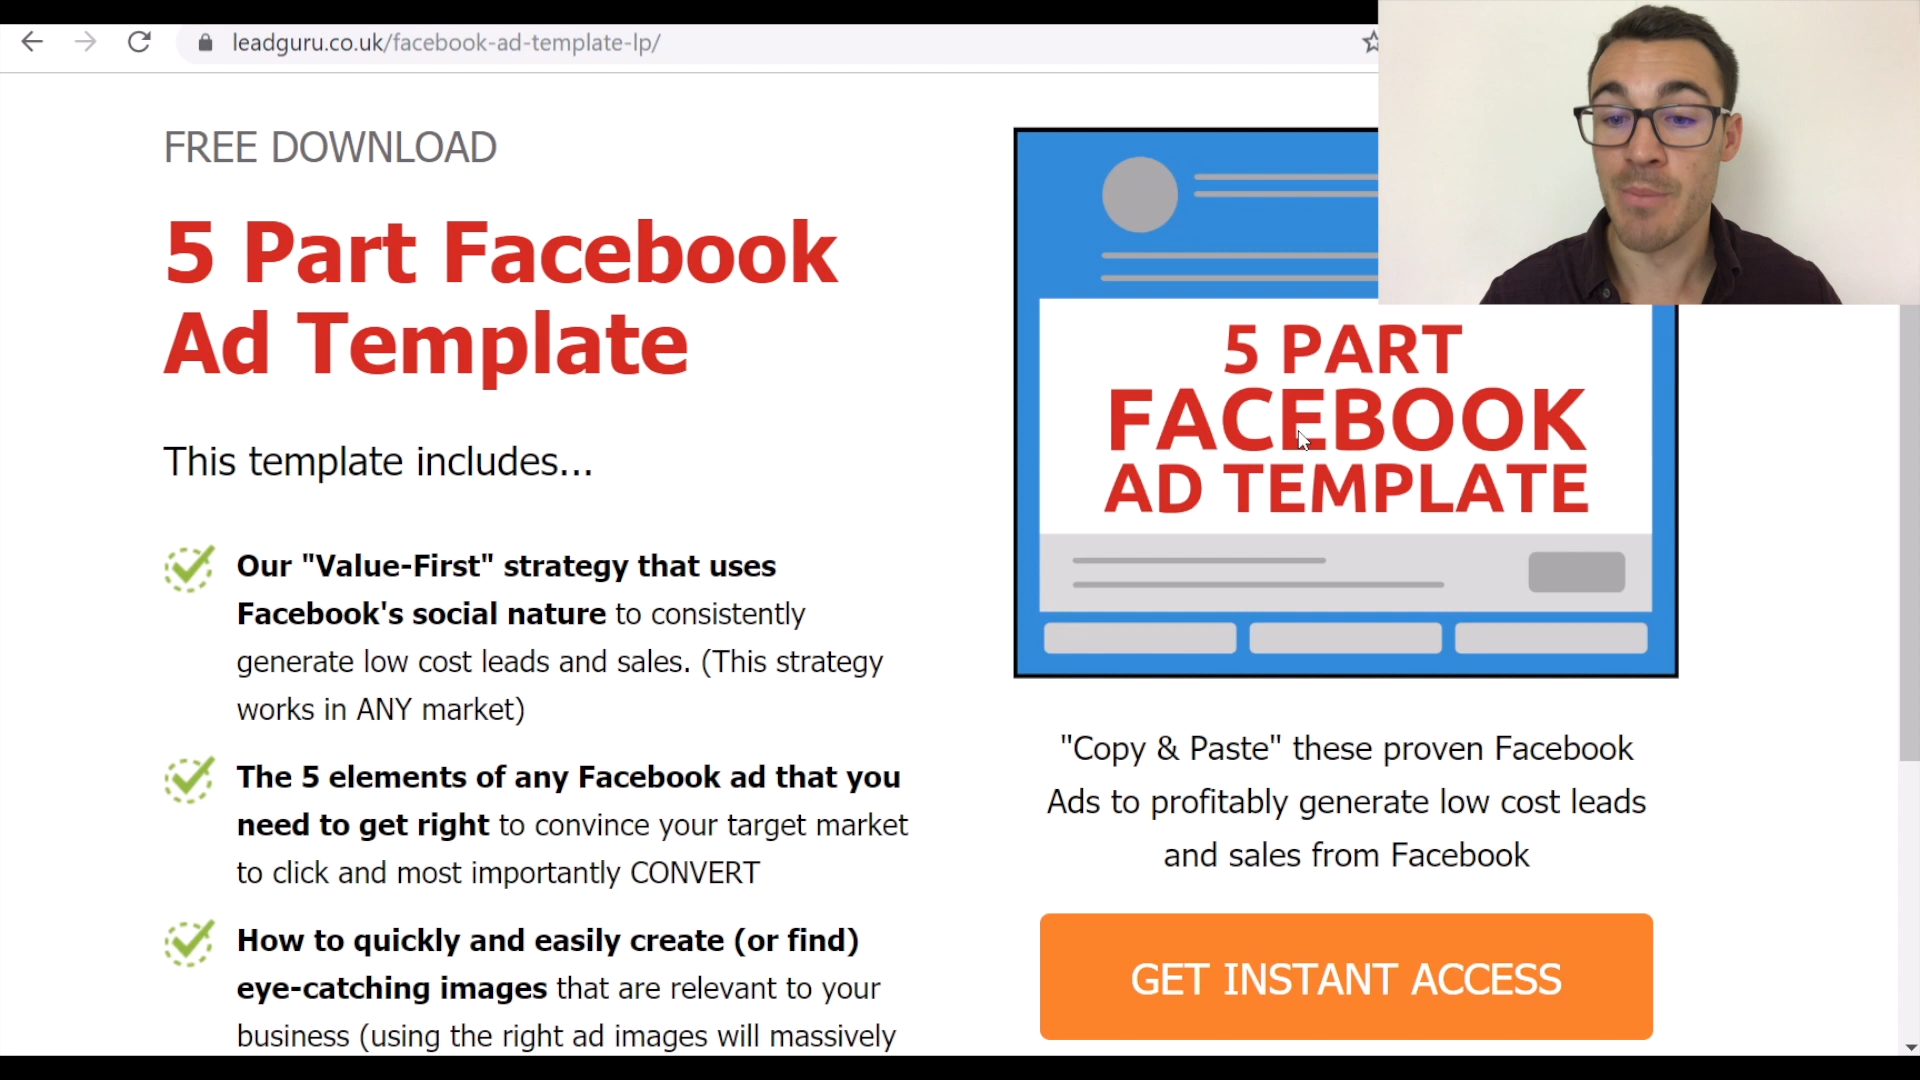 leadguru.co.uk/facebook-ad-template-lp/
FREE DOWNLOAD
5 Part Facebook
Ad Template
This template includes...
Our "Value-First" strategy that uses
Facebook's social nature to consistently
generate low cost leads and sales. (This strategy
works in ANY market)
The 5 elements of any Facebook ad that you
need to get right to convince your target market
to click and most importantly CONVERT
How to quickly and easily create (or find)
eye-catching images that are relevant to your
business (using the right ad images will massively
5 PART
FACEBOOK
AD TEMPLATE
"Copy & Paste" these proven Facebook
Ads to profitably generate low cost leads
and sales from Facebook
GET INSTANT ACCESS